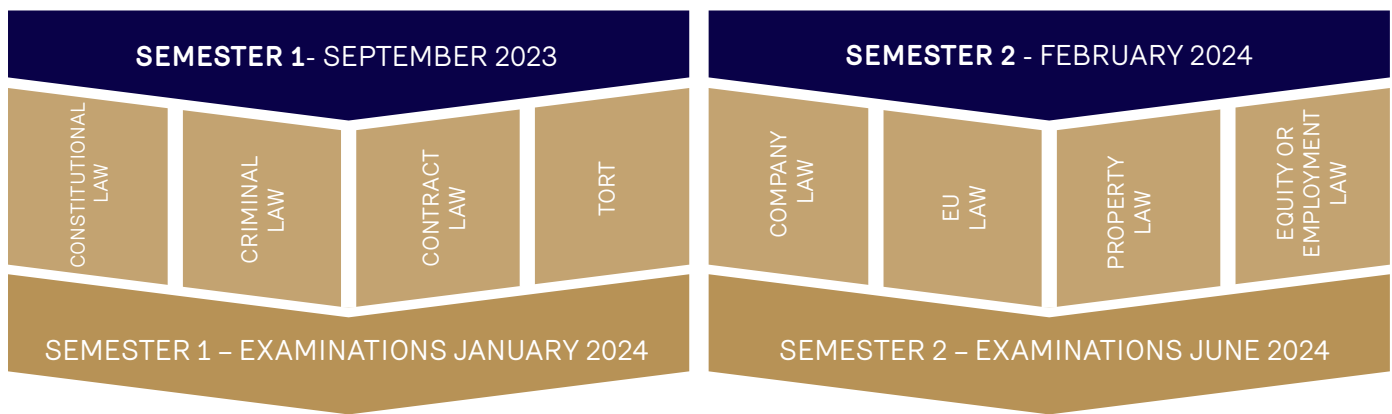 SEMESTER 1- SEPTEMBER 2023
CONSTITUTIONAL
LAW
CRIMINAL
LAW
CONTRACT
LAW
TORT
SEMESTER 1 – EXAMINATIONS JANUARY 2024
SEMESTER 2 - FEBRUARY 2024
COMPANY
LAW
EU
LAW
PROPERTY
LAW
EQUITY OR
EMPLOYMENT
LAW
SEMESTER 2 – EXAMINATIONS JUNE 2024